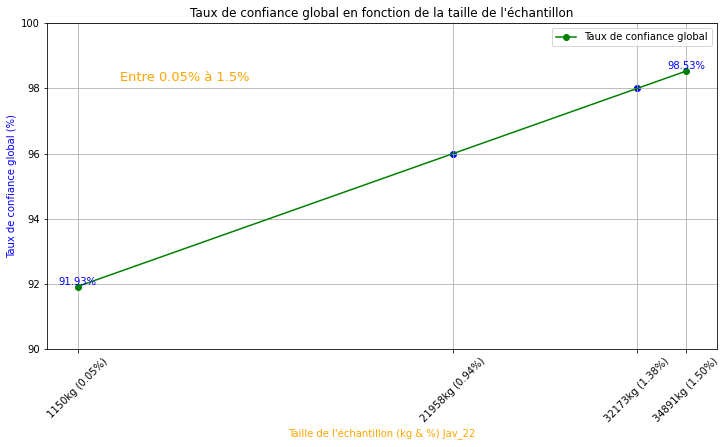 Taux de confiance global en fonction de la taille de l'échantillon
100
98
96
94
92
90
Taux de confiance global (%)
Taux de confiance global
Entre 0.05% à 1.5%
98.53%
91.93%
1150kg (0.05%)
21958kg (0.94%)
32173kg (1.38%)
34891kg (1.50%)
Taille de l'échantillon (kg & %) Jav_22